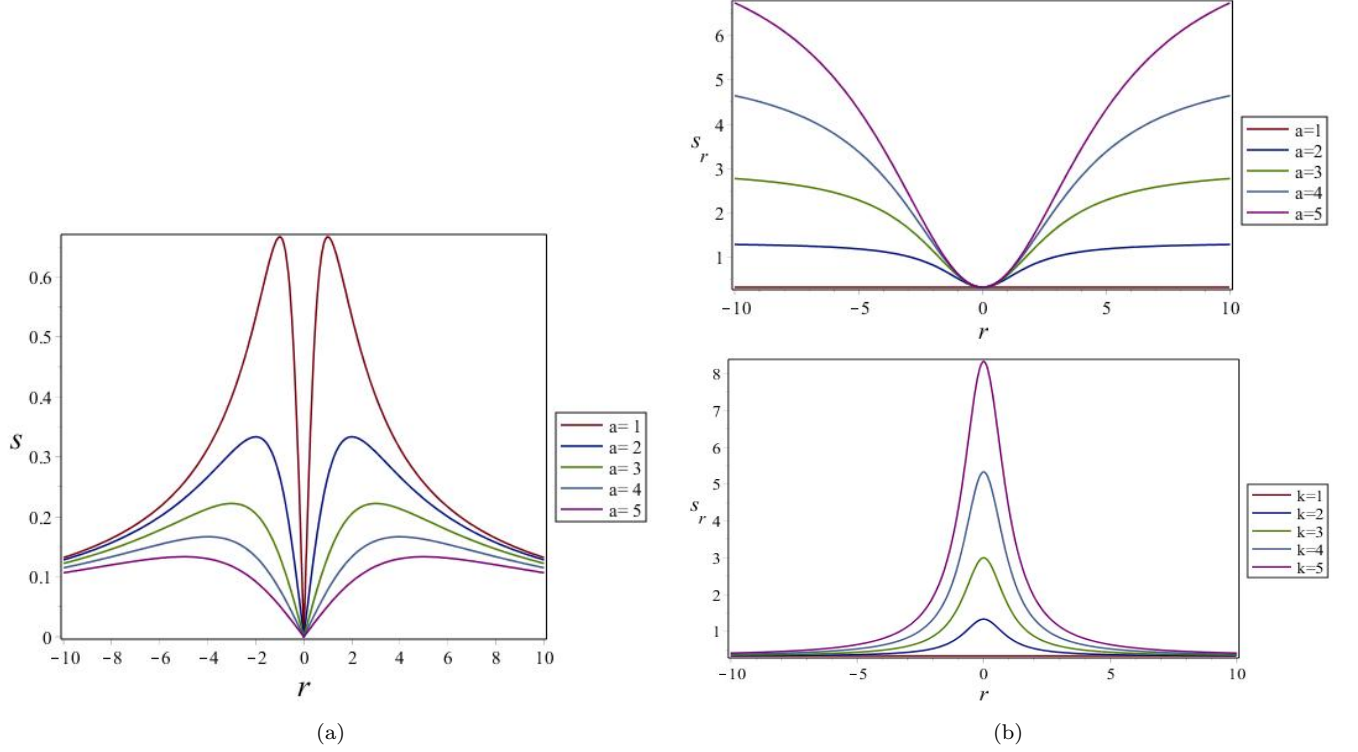 0.6
0.5
0.4
s
0.3
0.2
0.1
0
−10 −8 −6 −4 −2 0 2 4 6 8 10
r
a= 1
a= 2
a= 3
a= 4
a= 5
(a)
6
5
4
s_r
3
2
1
−10 −5 0 5 10
r
a=1
a=2
a=3
a=4
a=5
8
7
6
5
s_r
4
3
2
1
−10 −5 0 5 10
r
k=1
k=2
k=3
k=4
k=5
(b)